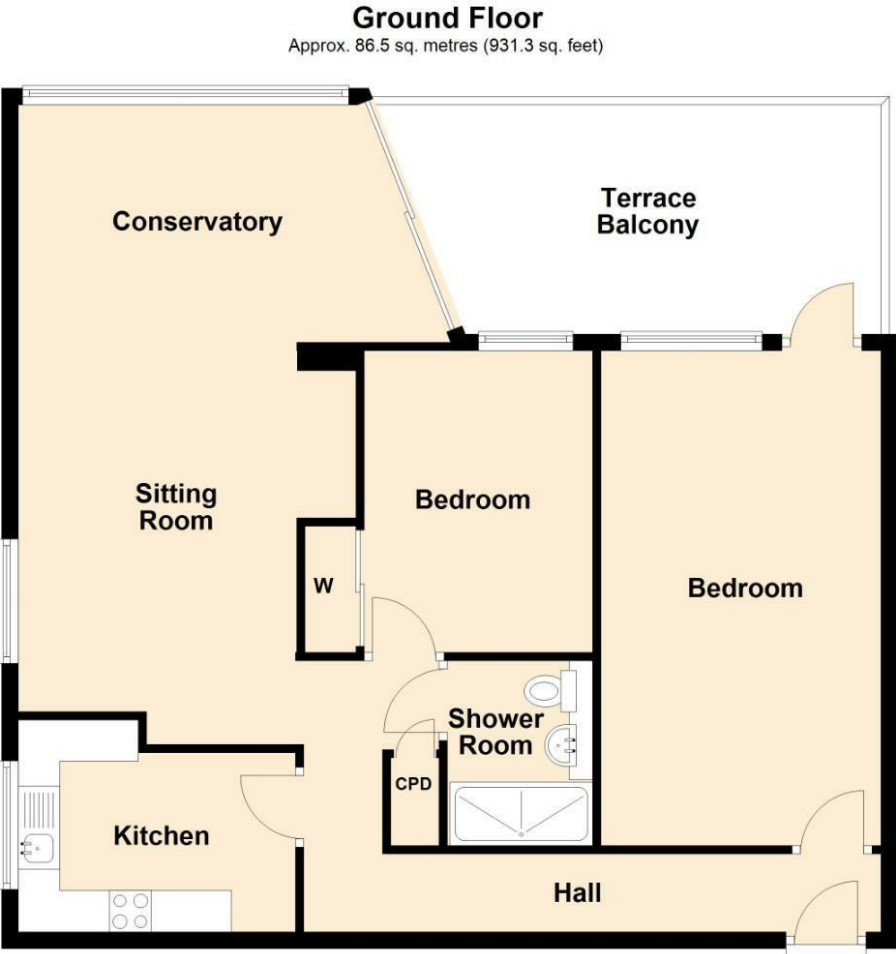 Ground Floor
Approx. 86.5 sq. metres (931.3 sq. feet)
Conservatory
Terrace
Balcony
Sitting
Room
Bedroom
W
Bedroom
Shower
Room
CPD
Kitchen
Hall